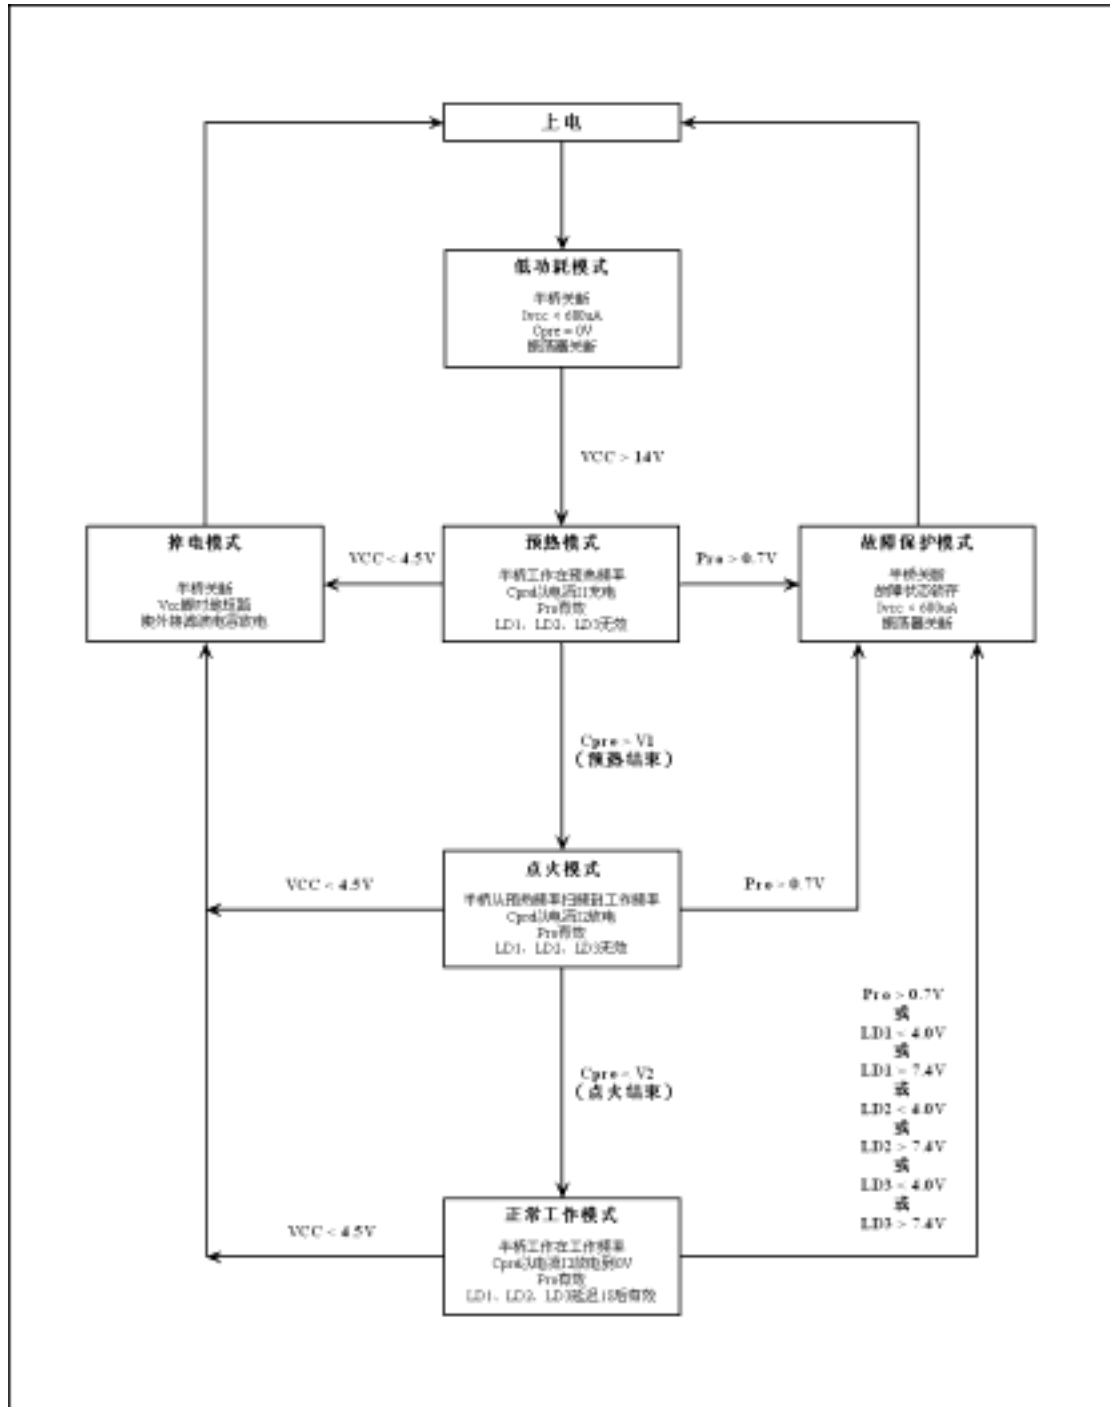 上电
低功耗模式
半桥关断
Ivcc < 600uA
Cpre = 0V
振荡器关断
VCC > 14V
掉电模式
半桥关断
Vcc瞬时地短路
使外将滤波电容放电
VCC < 4.5V
预热模式
半桥工作在预热频率
Cpre以电流I1充电
Pro有效
LD1、LD2、LD3无效
Pro > 0.7V
故障保护模式
半桥关断
故障状态锁存
Ivcc < 600uA
振荡器关断
Cpre > V1
（预热结束）
VCC < 4.5V
点火模式
半桥从预热频率扫频到工作频率
Cpre以电流I2放电
Pro有效
LD1、LD2、LD3无效
Pro > 0.7V
Cpre < V2
（点火结束）
Pro > 0.7V
或
LD1 < 4.0V
或
LD1 > 7.4V
或
LD2 < 4.0V
或
LD2 > 7.4V
或
LD3 < 4.0V
或
LD3 > 7.4V
VCC < 4.5V
正常工作模式
半桥工作在工作频率
Cpre以电流I2放电到0V
Pro有效
LD1、LD2、LD3延迟1S后有效